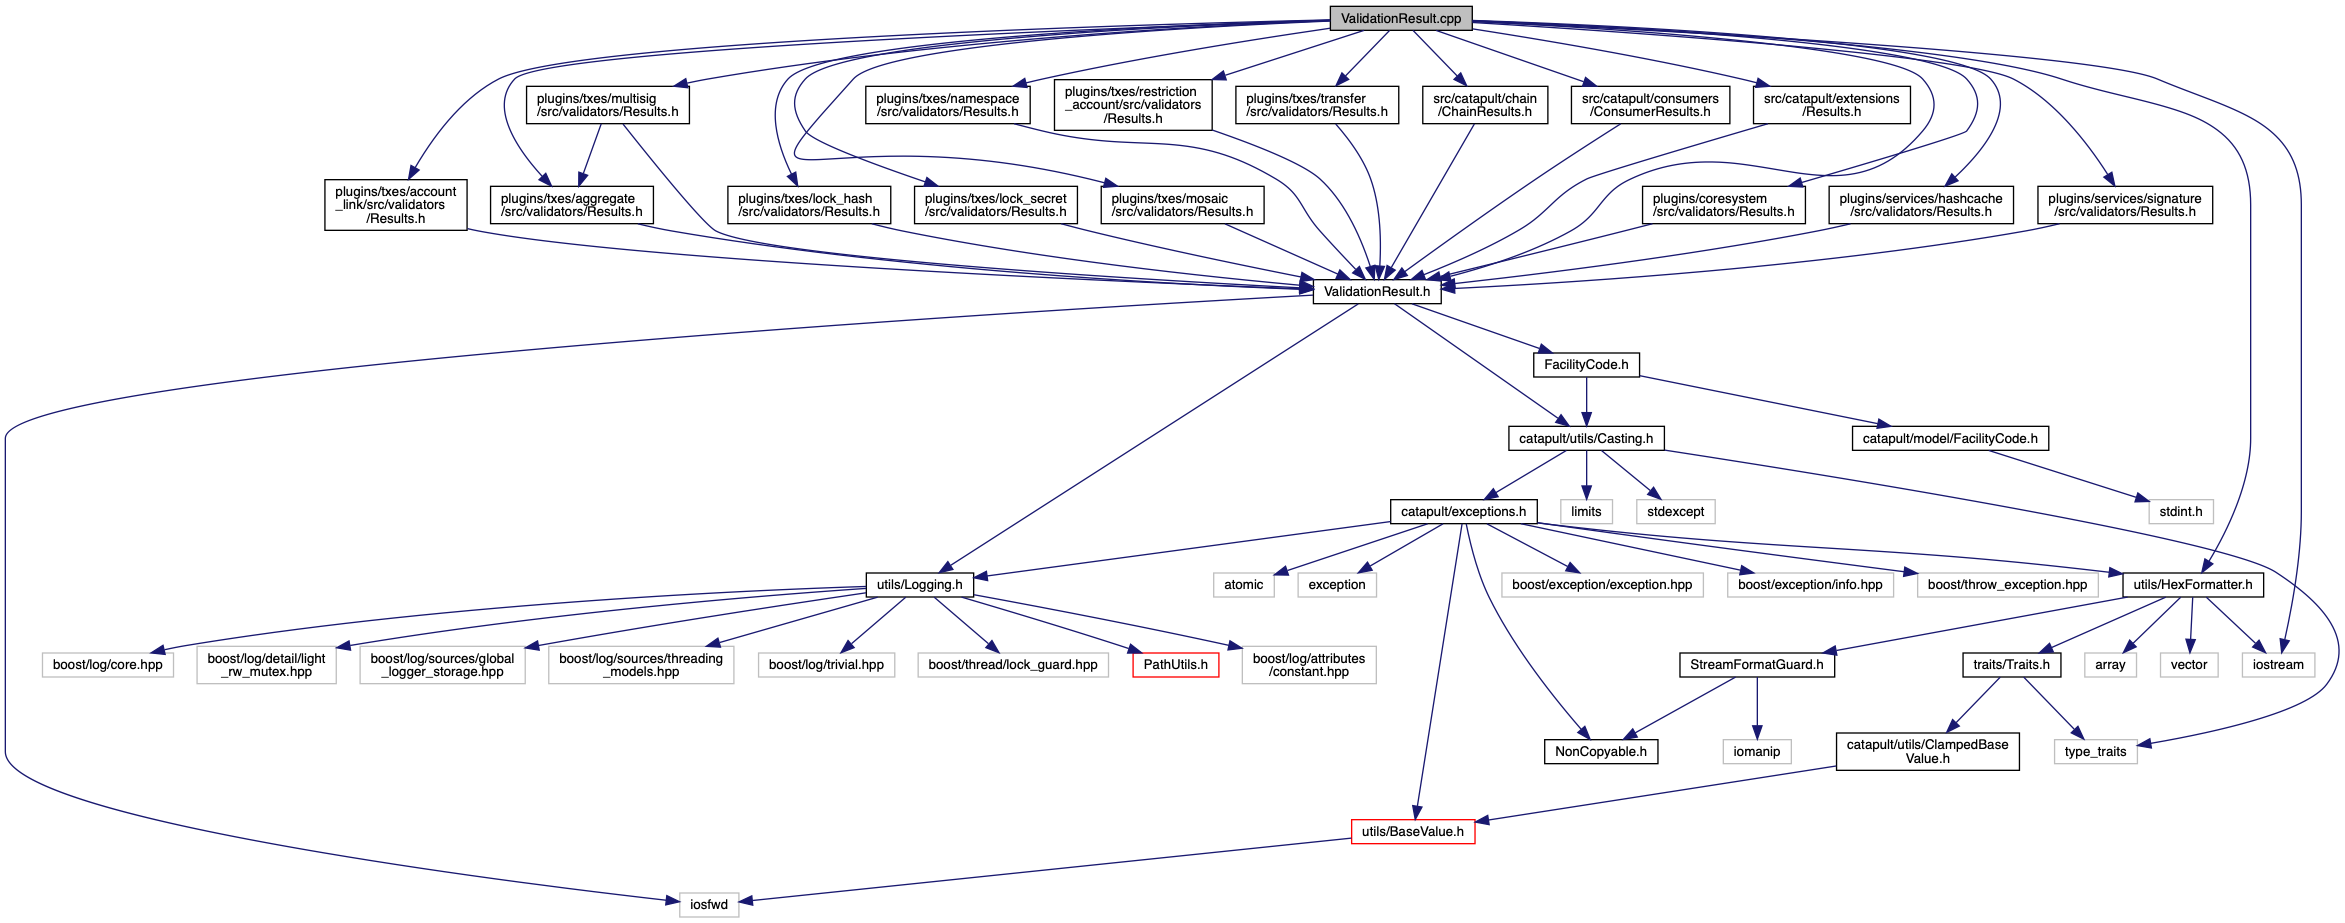 ValidationResult.cpp
plugins/txes/multisig
/src/validators/Results.h
plugins/txes/namespace
/src/validators/Results.h
plugins/txes/restriction
_account/src/validators
/Results.h
plugins/txes/transfer
/src/validators/Results.h
src/catapult/chain
/ChainResults.h
src/catapult/consumers
/ConsumerResults.h
src/catapult/extensions
/Results.h
plugins/txes/account
_link/src/validators
/Results.h
plugins/txes/aggregate
/src/validators/Results.h
plugins/txes/lock_hash
/src/validators/Results.h
plugins/txes/lock_secret
/src/validators/Results.h
plugins/txes/mosaic
/src/validators/Results.h
plugins/coresystem
/src/validators/Results.h
plugins/services/hashcache
/src/validators/Results.h
plugins/services/signature
/src/validators/Results.h
ValidationResult.h
FacilityCode.h
catapult/utils/Casting.h
catapult/model/FacilityCode.h
catapult/exceptions.h
limits
stdexcept
stdint.h
utils/Logging.h
atomic
exception
boost/exception/exception.hpp
boost/exception/info.hpp
boost/throw_exception.hpp
utils/HexFormatter.h
boost/log/core.hpp
boost/log/detail/light
_rw_mutex.hpp
boost/log/sources/global
_logger_storage.hpp
boost/log/sources/threading
_models.hpp
boost/log/trivial.hpp
boost/thread/lock_guard.hpp
PathUtils.h
boost/log/attributes
/constant.hpp
StreamFormatGuard.h
traits/Traits.h
array
vector
iostream
NonCopyable.h
iomanip
catapult/utils/ClampedBase
Value.h
type_traits
utils/BaseValue.h
iosfwd